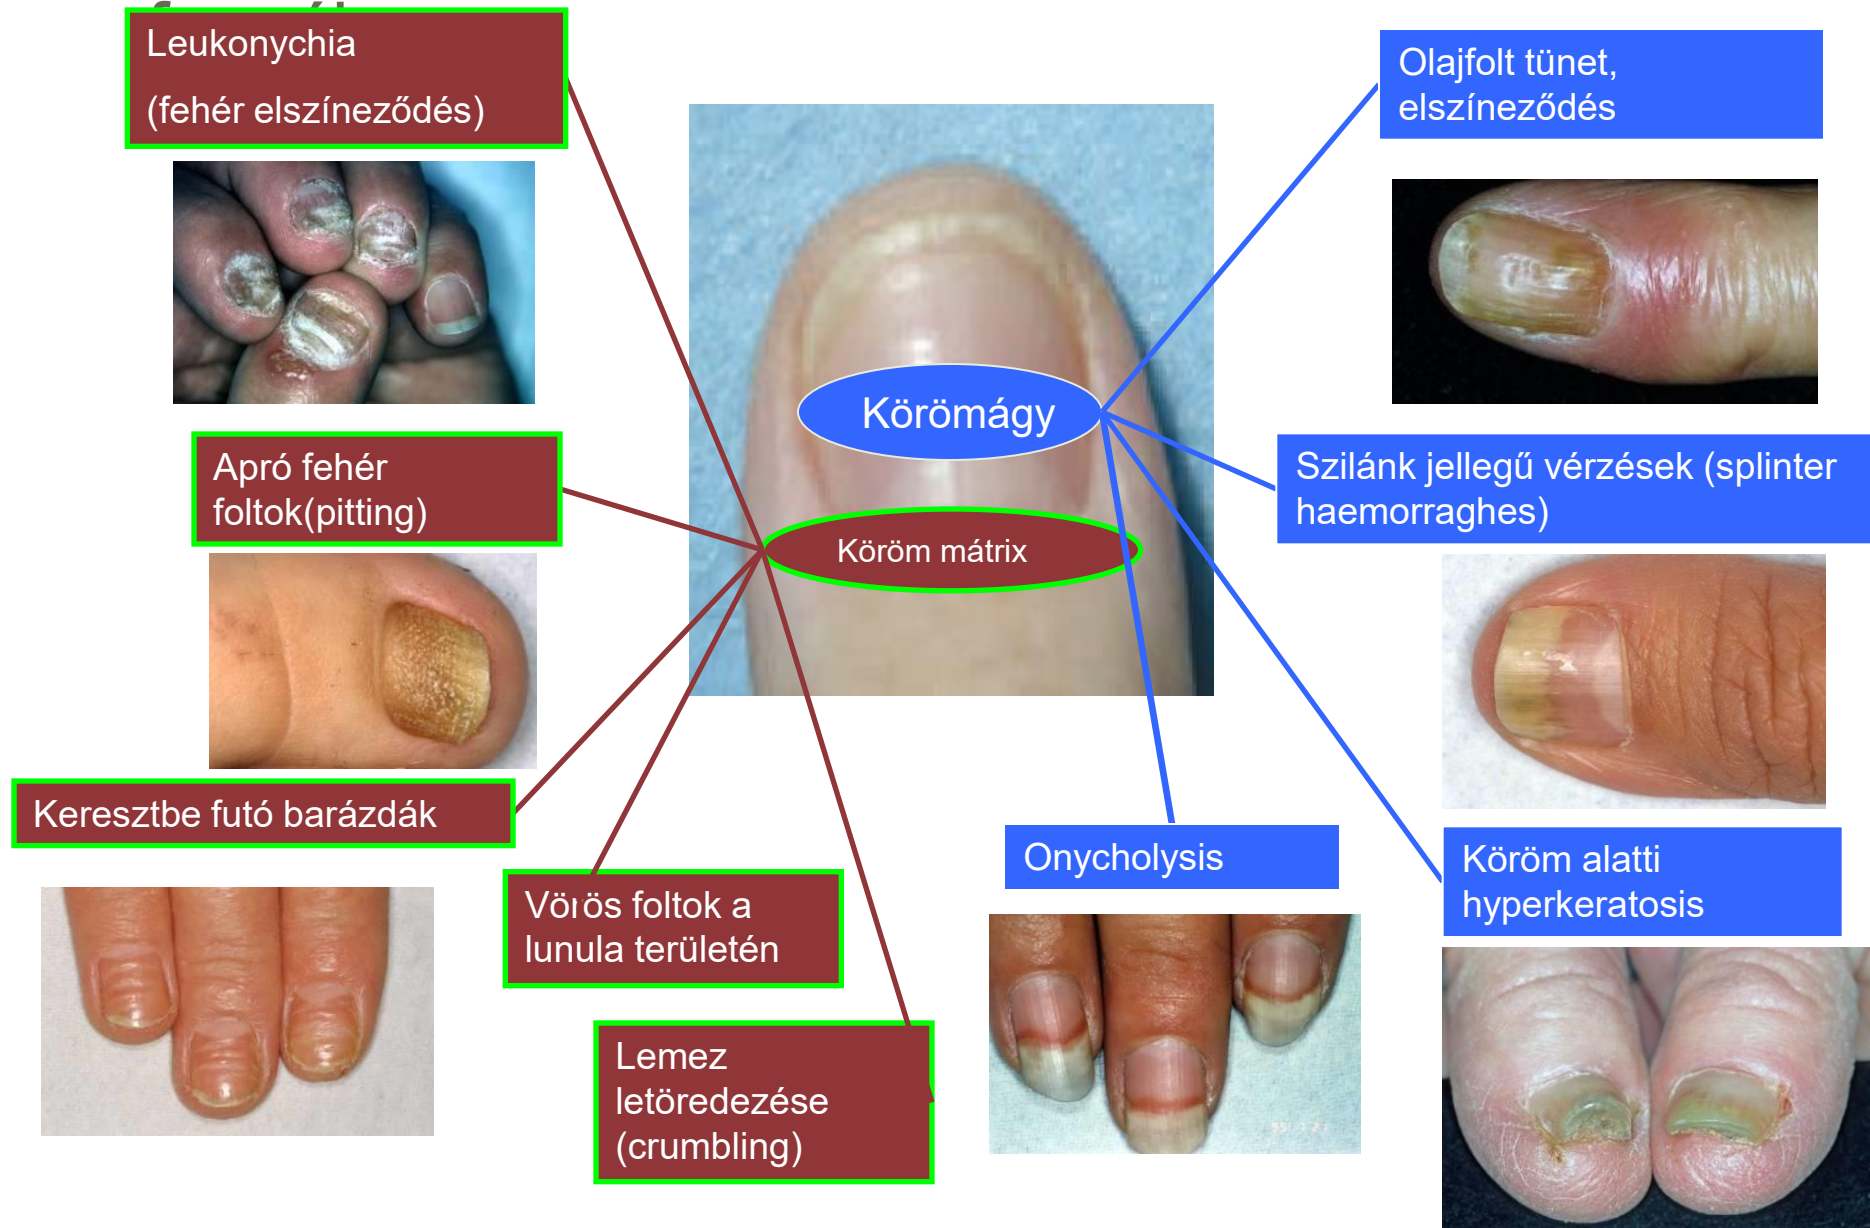 Leukonychia
(fehér elszíneződés)
Olajfolt tünet,
elszíneződés
Körömágy
Apró fehér
foltok(pitting)
Szilánk jellegű vérzések (splinter
haemorraghes)
Köröm mátrix
Keresztbe futó barázdák
Vörös foltok a
lunula területén
Onycholysis
Köröm alatti
hyperkeratosis
Lemez
letöredezése
(crumbling)